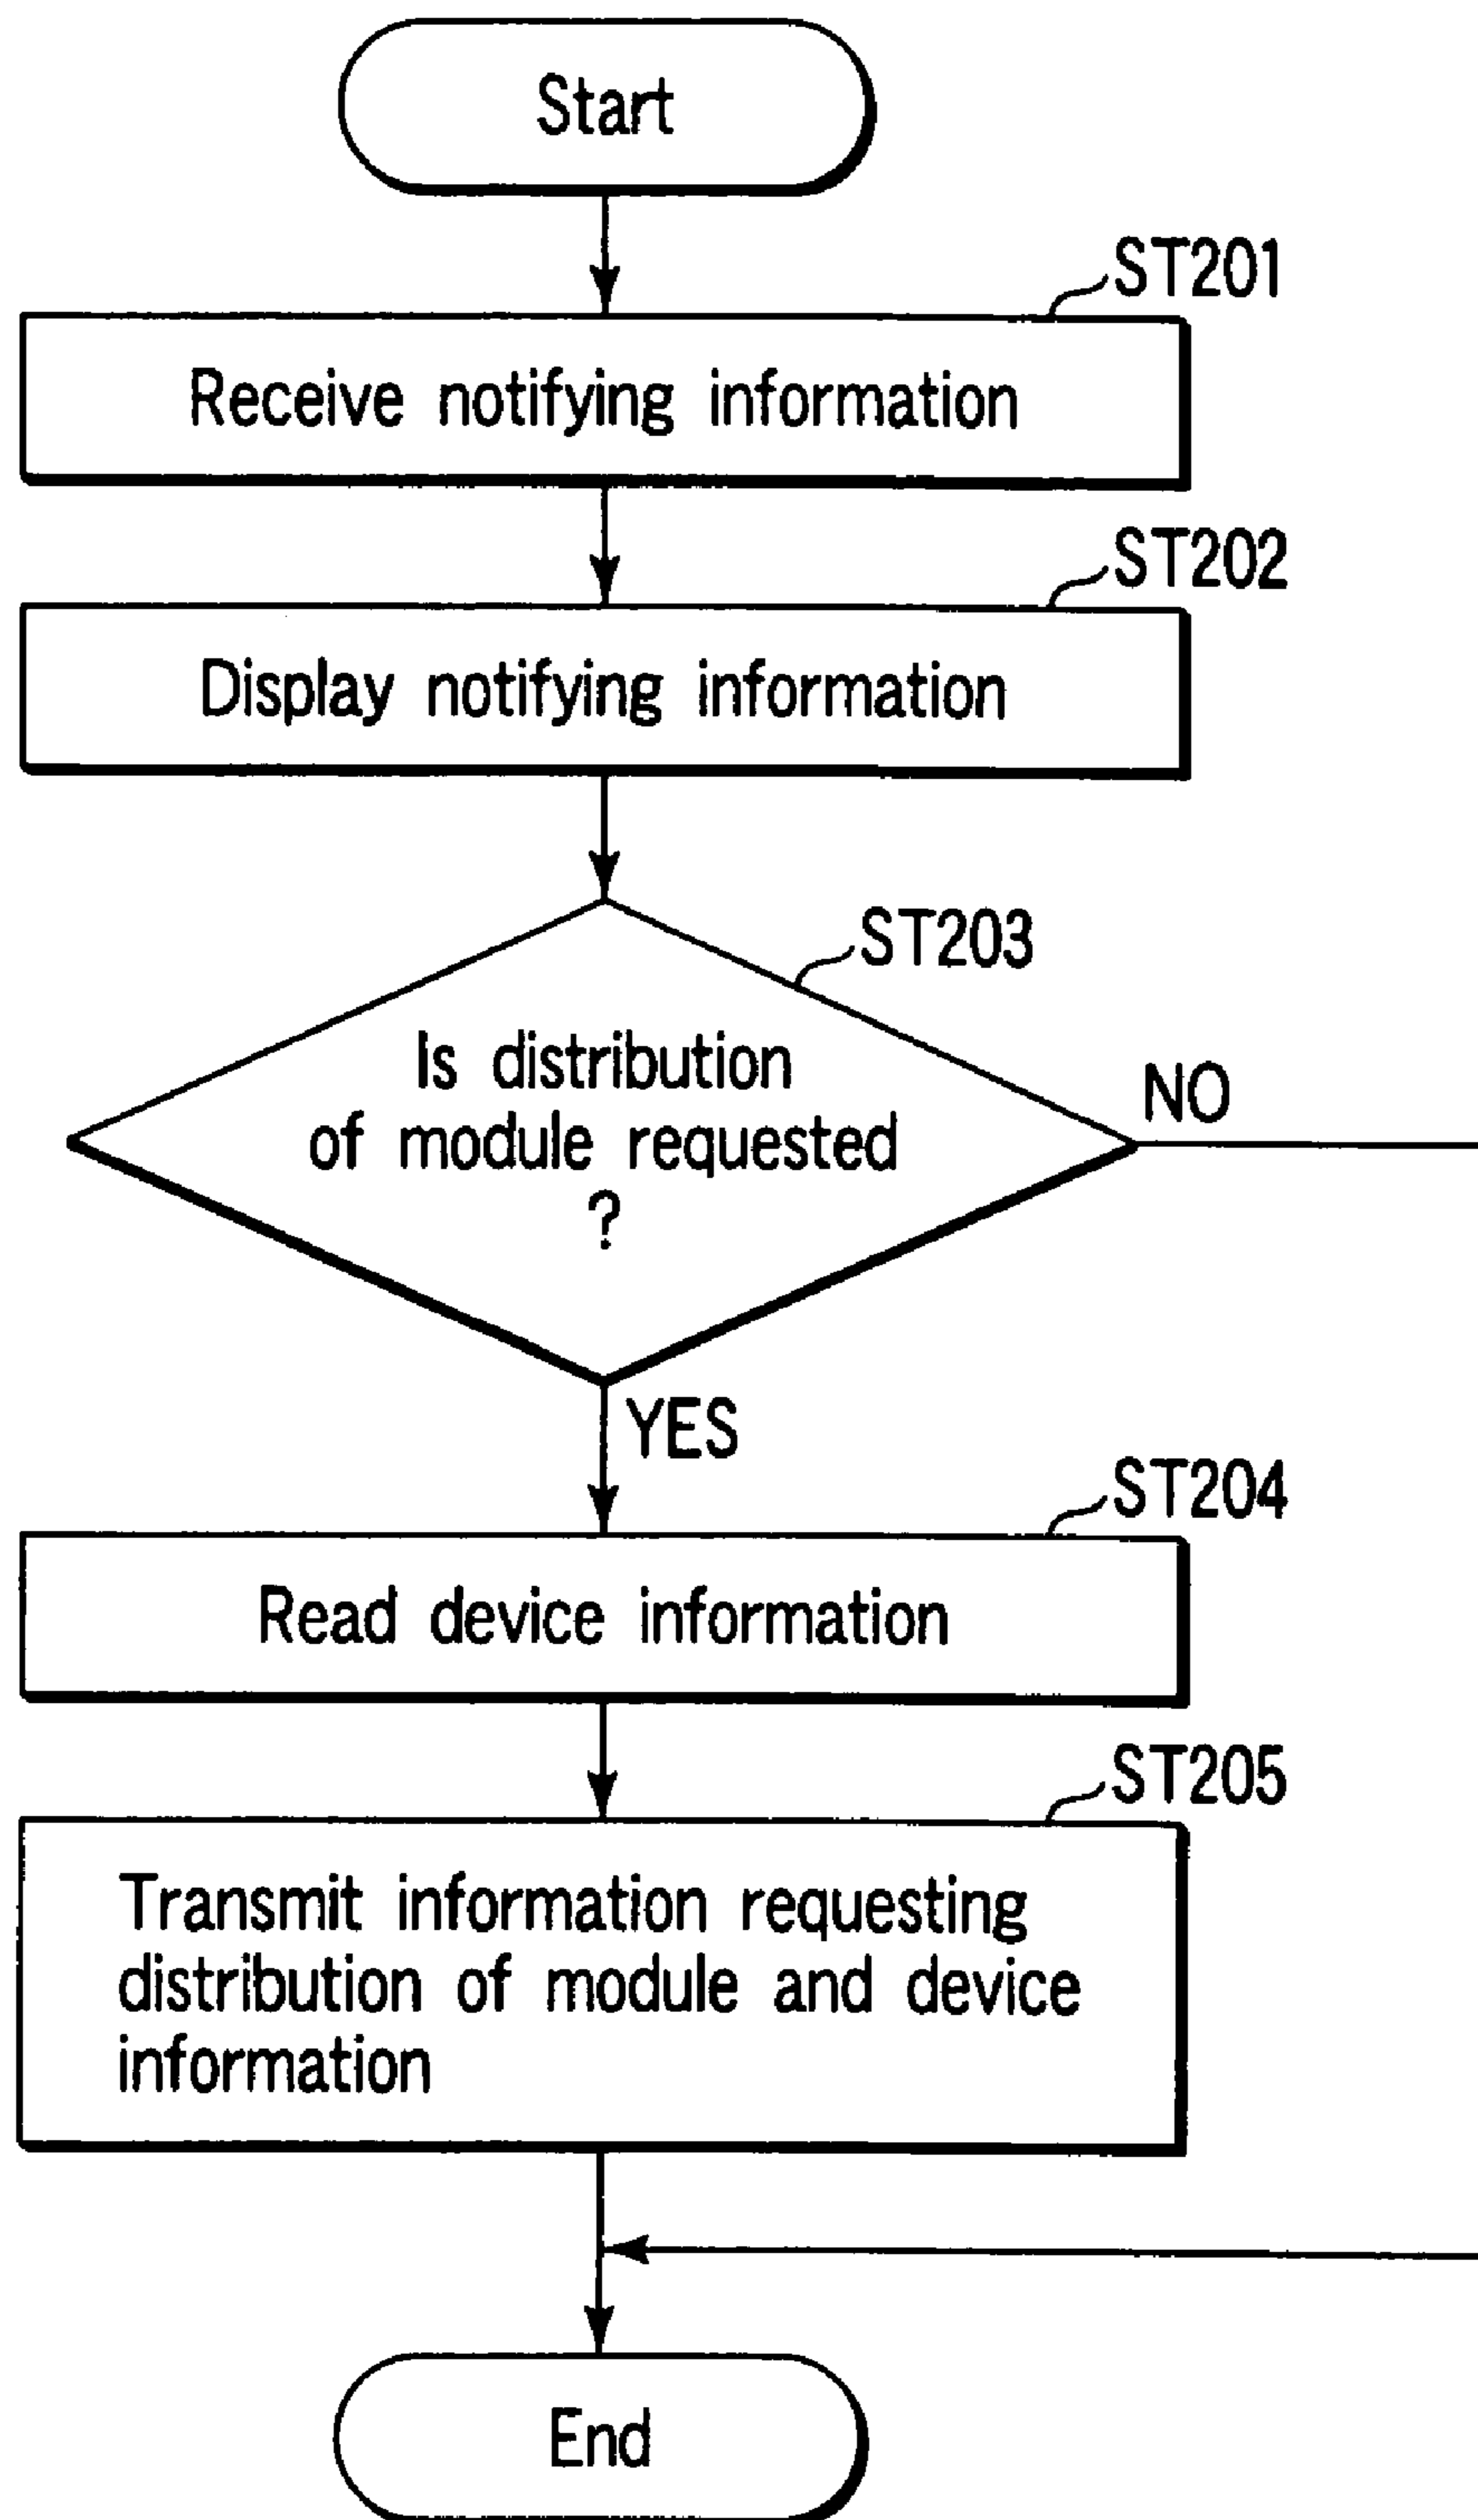 Start
ST201
Receive notifying information
ST202
Display notifying information
ST203
Is distribution
of module requested
?
NO
YES
ST204
Read device information
ST205
Transmit information requesting
distribution of module and device
information
End